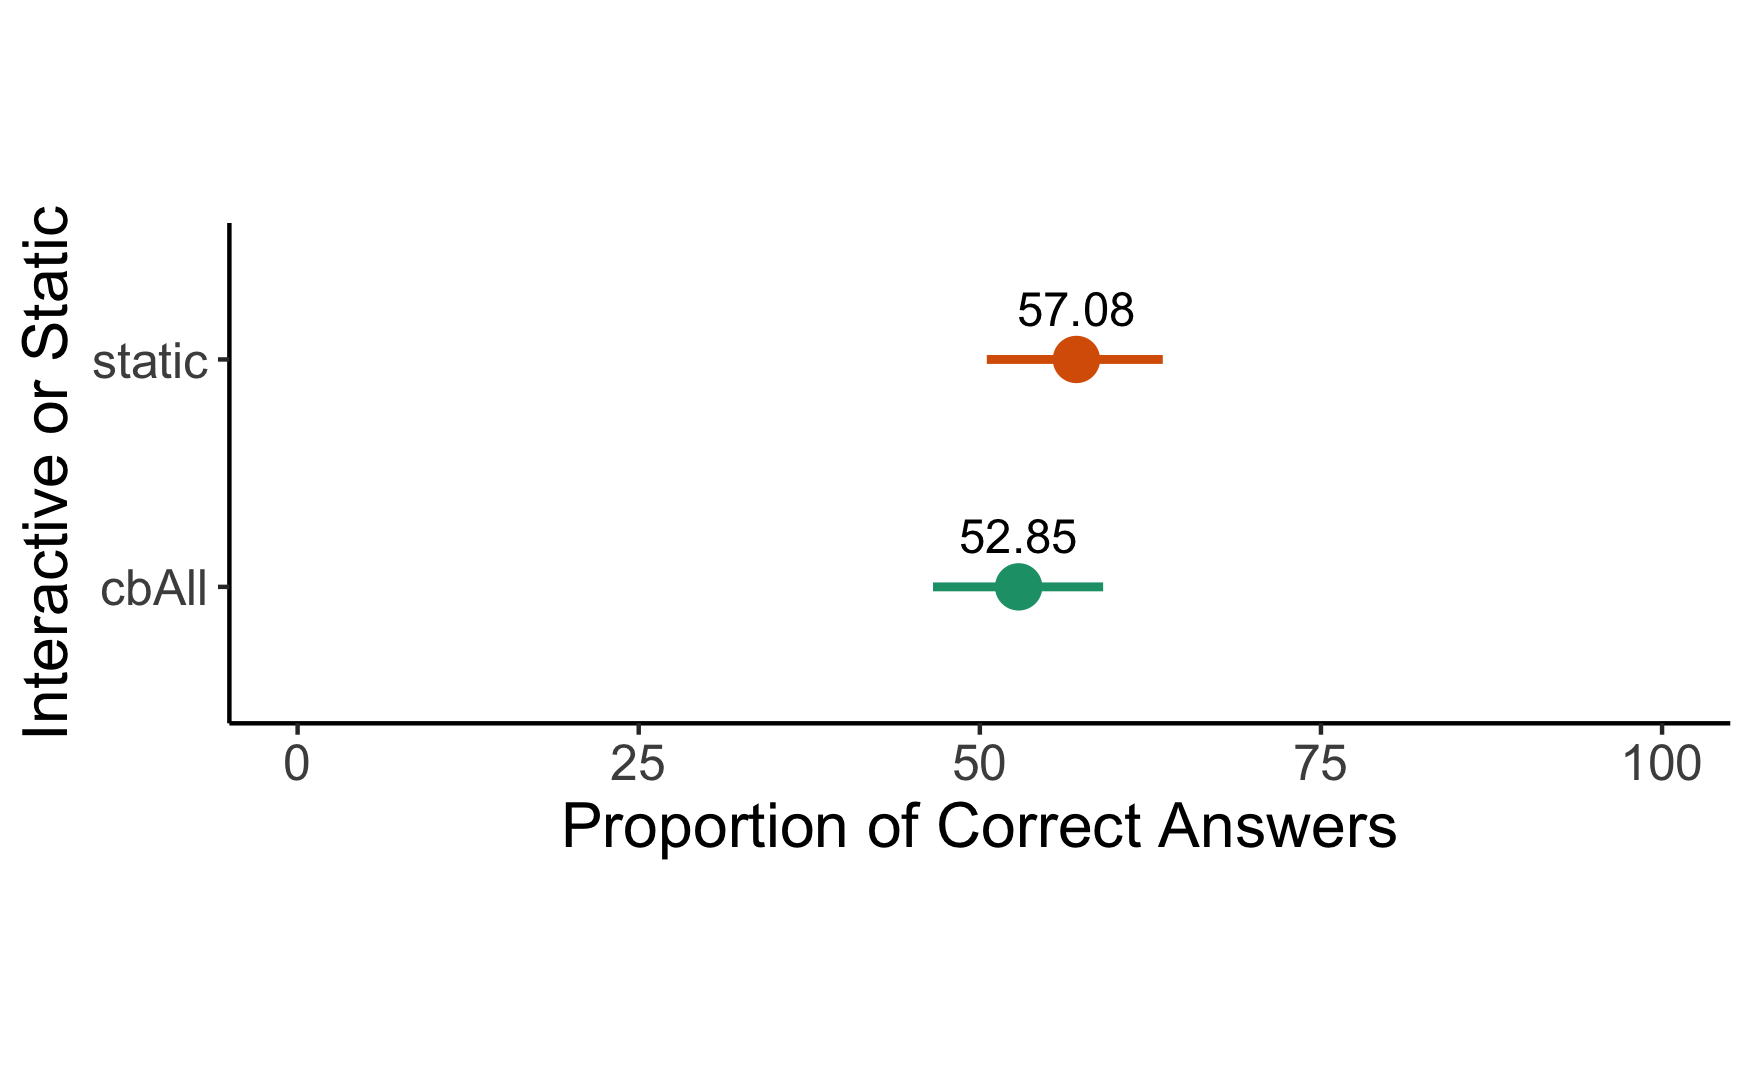 Interactive or Static
static
57.08
cbAll
52.85
0 25 50 75 100
Proportion of Correct Answers